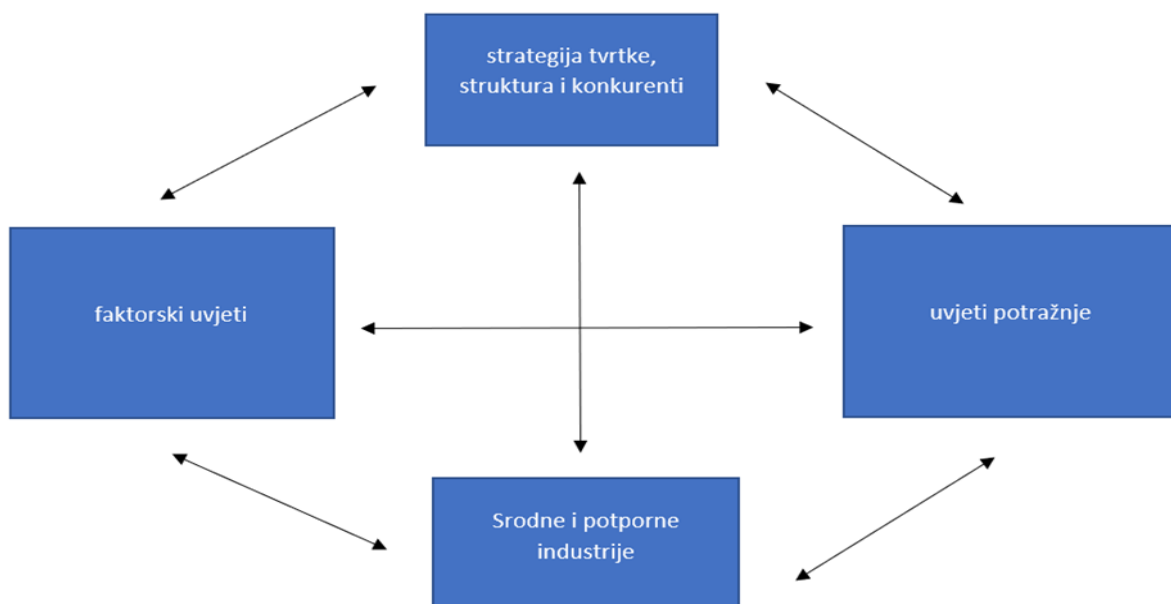 strategija tvrtke,
struktura i konkurenti
faktorski uvjeti
uvjeti potražnje
Srodne i potporne
industrije